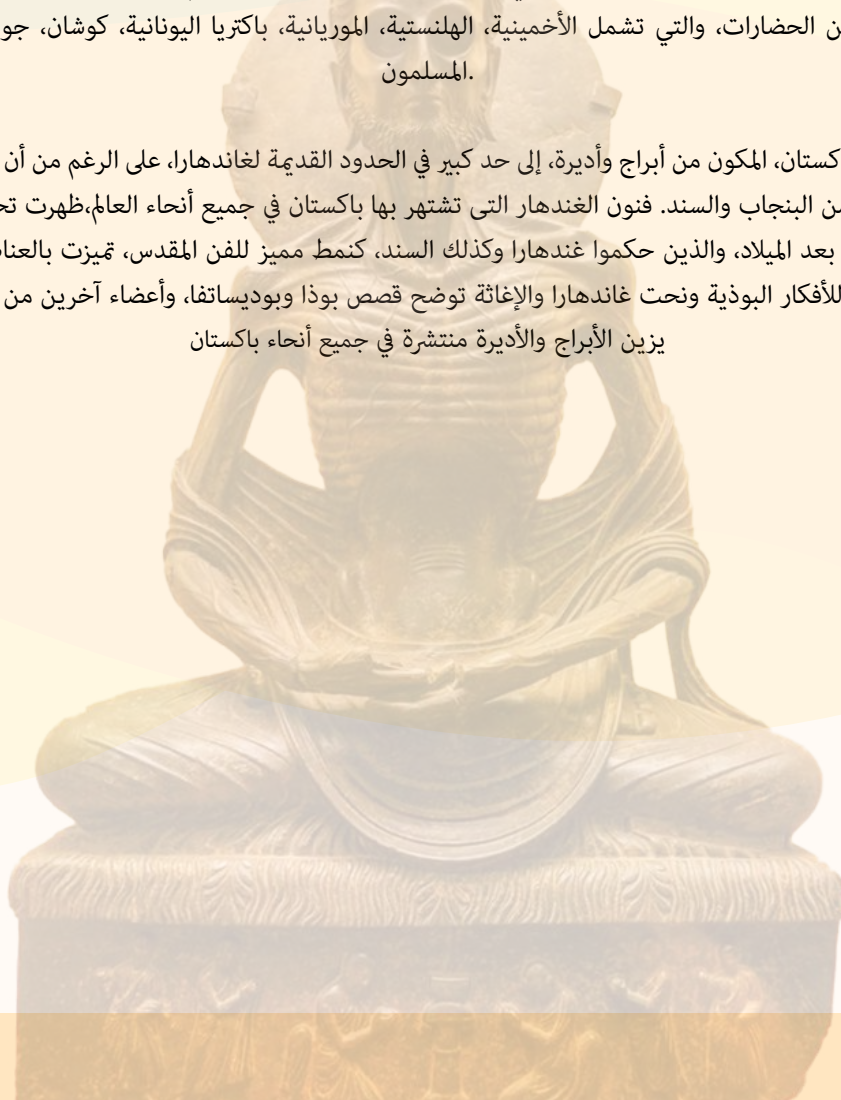 ن الحضارات، والتي تشمل الأخمينية، الهلنستية، الموريانية، باكتريا اليونانية، كوشان، جو
المسلمون.
كستان، المكون من أبراج وأديرة، إلى حد كبير في الحدود القديمة لغاندهارا، على الرغم من أن
ن البنجاب والسند. فنون الغندهار التى تشتهر بها باكستان في جميع أنحاء العالم،ظهرت تح
بعد الميلاد، والذين حكموا غندهارا وكذلك السند، كنمط مميز للفن المقدس، تميزت بالعنا
للأفكار البوذية ونحت غاندهارا والإغاثة توضح قصص بوذا وبوديساتفا، وأعضاء آخرين من
يزين الأبراج والأديرة منتشرة في جميع أنحاء باكستان